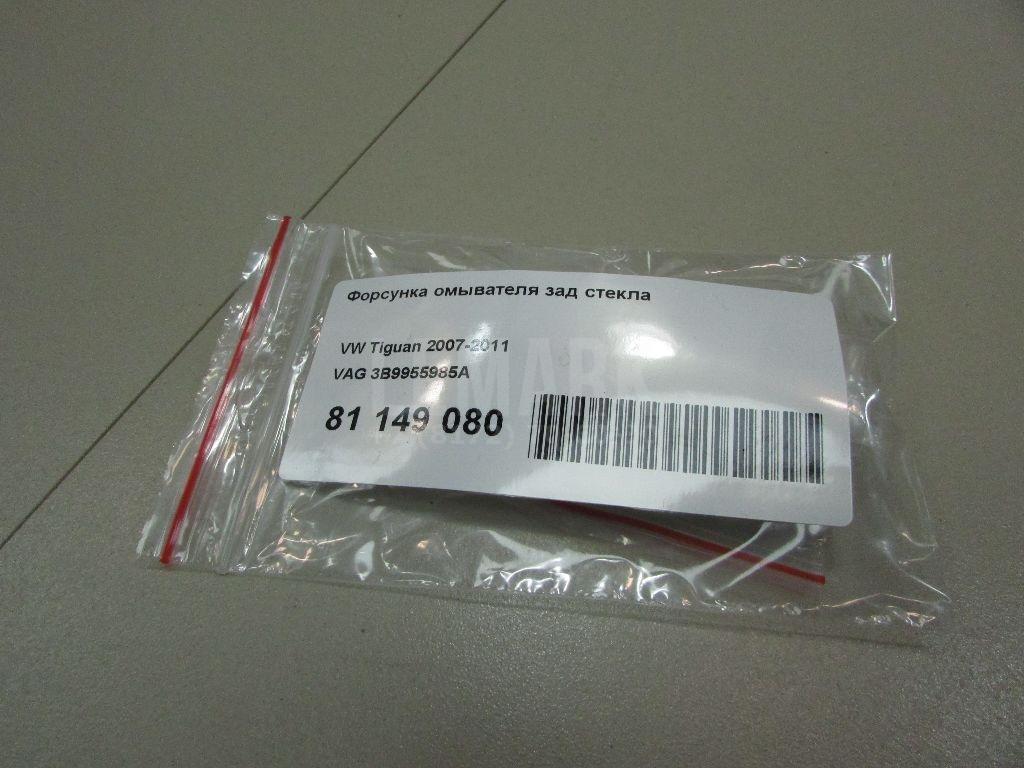 Форсунка омывателя зад стекла
VW Tiguan 2007-2011
VAG 3B9955985A
81 149 080